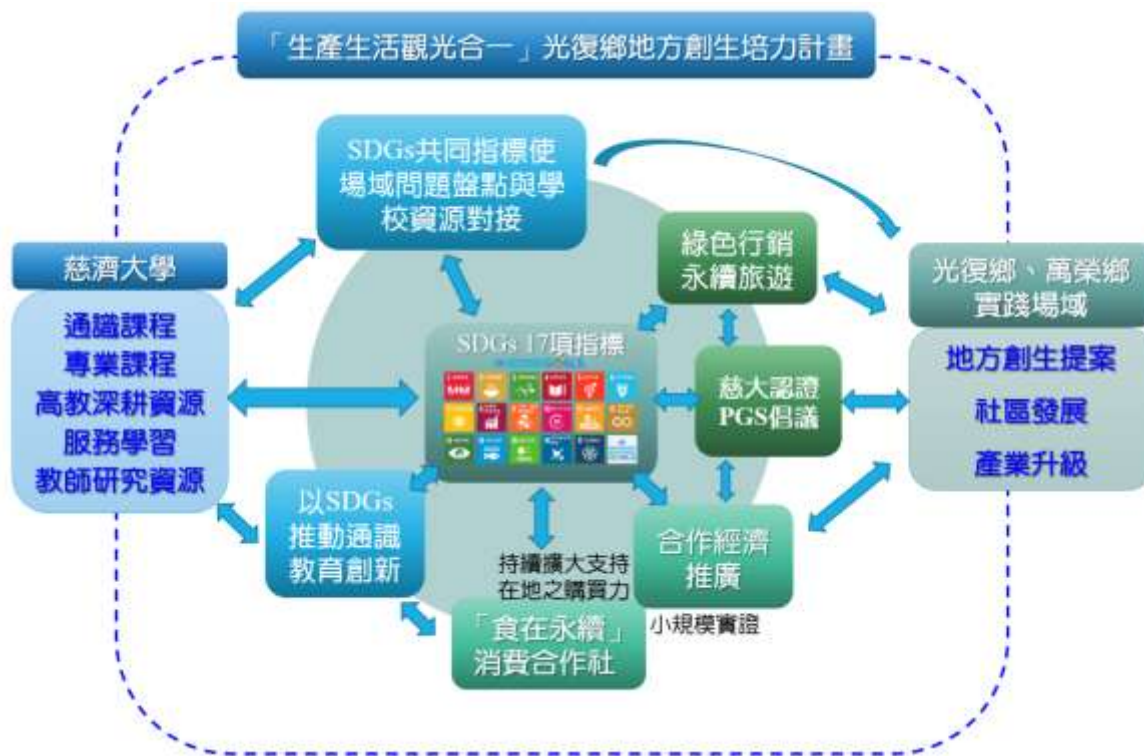 「生產生活觀光合一」光復鄉地方創生培力計畫
SDGs共同指標使
場域問題盤點與學
校資源對接
綠色行銷
永續旅遊
慈濟大學
通識課程
專業課程
高教深耕資源
服務學習
教師研究資源
SDGs 17項指標
慈大認證
PGS倡議
光復鄉、萬榮鄉
實踐場域
地方創生提案
社區發展
產業升級
以SDGs
推動通識
教育創新
持續擴大支持
在地之購買力
合作經濟
推廣
小規模實證
「食在永續」
消費合作社